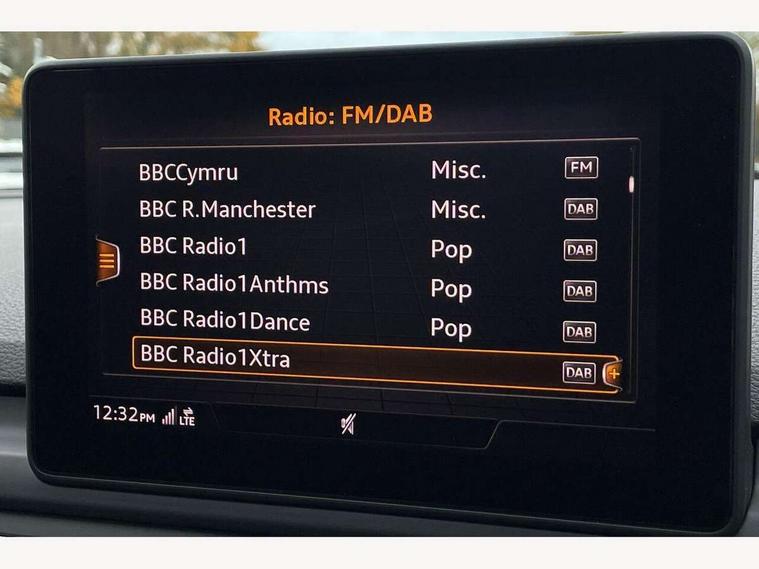 Radio: FM/DAB
BBCCymru Misc. FM
BBC R.Manchester Misc. DAB
BBC Radio1 Pop DAB
BBC Radio1Anthms Pop DAB
BBC Radio1Dance Pop DAB
BBC Radio1Xtra DAB +
12:32PM LTE